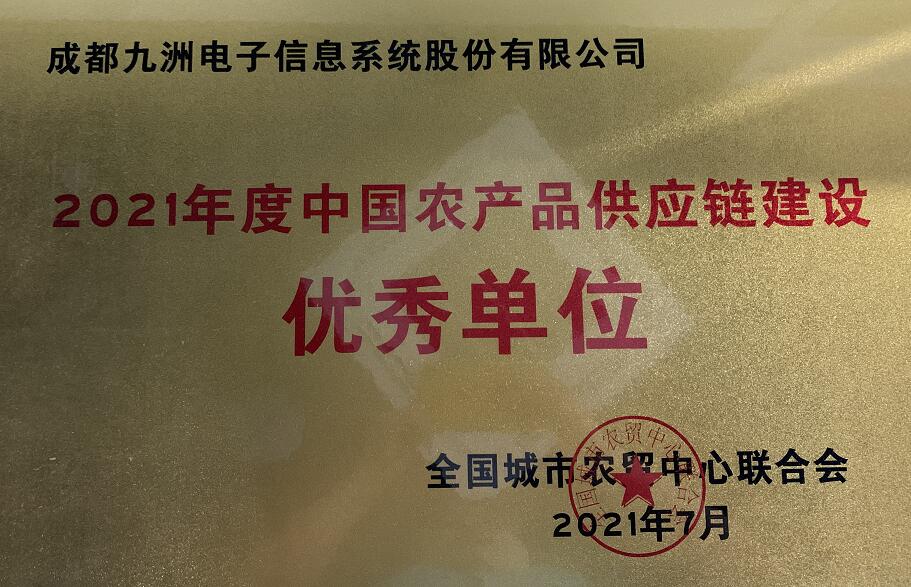 成都九洲电子信息系统股份有限公司
2021年度中国农产品供应链建设
优秀单位
全国城市农贸中心联合会
2021年7月